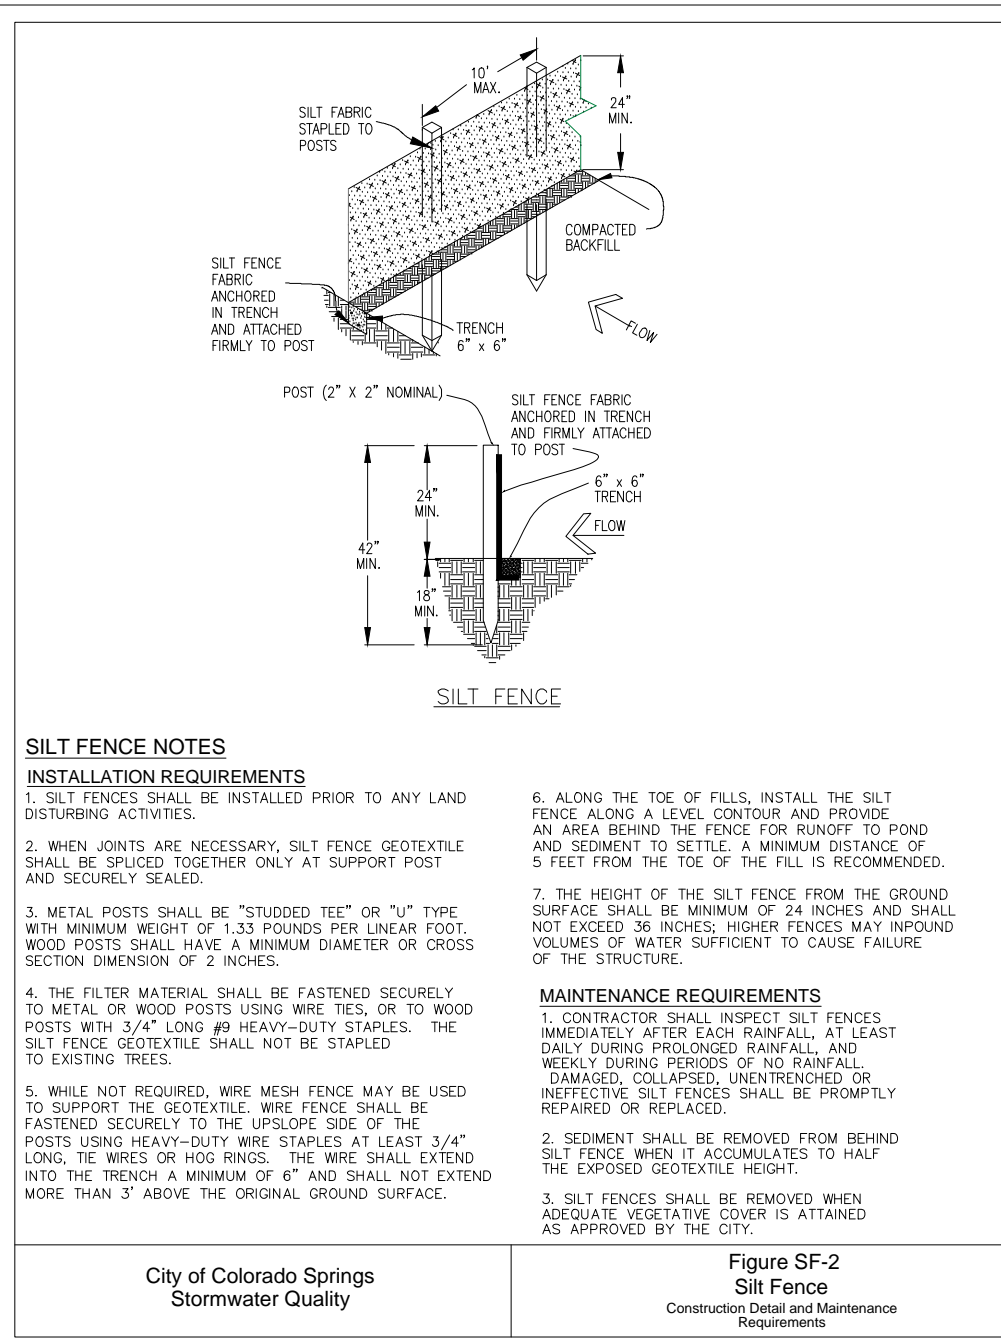 10'
MAX.
24"
MIN.
SILT FABRIC
STAPLED TO
POSTS
COMPACTED
BACKFILL
SILT FENCE
FABRIC
ANCHORED
IN TRENCH
AND ATTACHED
FIRMLY TO POST
TRENCH
6" x 6"
FLOW
POST (2" X 2" NOMINAL)
SILT FENCE FABRIC
ANCHORED IN TRENCH
AND FIRMLY ATTACHED
TO POST
24"
MIN.
6" x 6"
TRENCH
FLOW
42"
MIN.
18"
MIN.
SILT FENCE
SILT FENCE NOTES
INSTALLATION REQUIREMENTS
1. SILT FENCES SHALL BE INSTALLED PRIOR TO ANY LAND
DISTURBING ACTIVITIES.
2. WHEN JOINTS ARE NECESSARY, SILT FENCE GEOTEXTILE
SHALL BE SPLICED TOGETHER ONLY AT SUPPORT POST
AND SECURELY SEALED.
3. METAL POSTS SHALL BE "STUDDED TEE" OR "U" TYPE
WITH MINIMUM WEIGHT OF 1.33 POUNDS PER LINEAR FOOT.
WOOD POSTS SHALL HAVE A MINIMUM DIAMETER OR CROSS
SECTION DIMENSION OF 2 INCHES.
4. THE FILTER MATERIAL SHALL BE FASTENED SECURELY
TO METAL OR WOOD POSTS USING WIRE TIES, OR TO WOOD
POSTS WITH 3/4" LONG #9 HEAVY-DUTY STAPLES. THE
SILT FENCE GEOTEXTILE SHALL NOT BE STAPLED
TO EXISTING TREES.
5. WHILE NOT REQUIRED, WIRE MESH FENCE MAY BE USED
TO SUPPORT THE GEOTEXTILE. WIRE FENCE SHALL BE
FASTENED SECURELY TO THE UPSLOPE SIDE OF THE
POSTS USING HEAVY-DUTY WIRE STAPLES AT LEAST 3/4"
LONG, TIE WIRES OR HOG RINGS. THE WIRE SHALL EXTEND
INTO THE TRENCH A MINIMUM OF 6" AND SHALL NOT EXTEND
MORE THAN 3' ABOVE THE ORIGINAL GROUND SURFACE.
6. ALONG THE TOE OF FILLS, INSTALL THE SILT
FENCE ALONG A LEVEL CONTOUR AND PROVIDE
AN AREA BEHIND THE FENCE FOR RUNOFF TO POND
AND SEDIMENT TO SETTLE. A MINIMUM DISTANCE OF
5 FEET FROM THE TOE OF THE FILL IS RECOMMENDED.
7. THE HEIGHT OF THE SILT FENCE FROM THE GROUND
SURFACE SHALL BE MINIMUM OF 24 INCHES AND SHALL
NOT EXCEED 36 INCHES; HIGHER FENCES MAY INPOUND
VOLUMES OF WATER SUFFICIENT TO CAUSE FAILURE
OF THE STRUCTURE.
MAINTENANCE REQUIREMENTS
1. CONTRACTOR SHALL INSPECT SILT FENCES
IMMEDIATELY AFTER EACH RAINFALL, AT LEAST
DAILY DURING PROLONGED RAINFALL, AND
WEEKLY DURING PERIODS OF NO RAINFALL.
DAMAGED, COLLAPSED, UNENTRENCHED OR
INEFFECTIVE SILT FENCES SHALL BE PROMPTLY
REPAIRED OR REPLACED.
2. SEDIMENT SHALL BE REMOVED FROM BEHIND
SILT FENCE WHEN IT ACCUMULATES TO HALF
THE EXPOSED GEOTEXTILE HEIGHT.
3. SILT FENCES SHALL BE REMOVED WHEN
ADEQUATE VEGETATIVE COVER IS ATTAINED
AS APPROVED BY THE CITY.
City of Colorado Springs
Stormwater Quality
Figure SF-2
Silt Fence
Construction Detail and Maintenance
Requirements